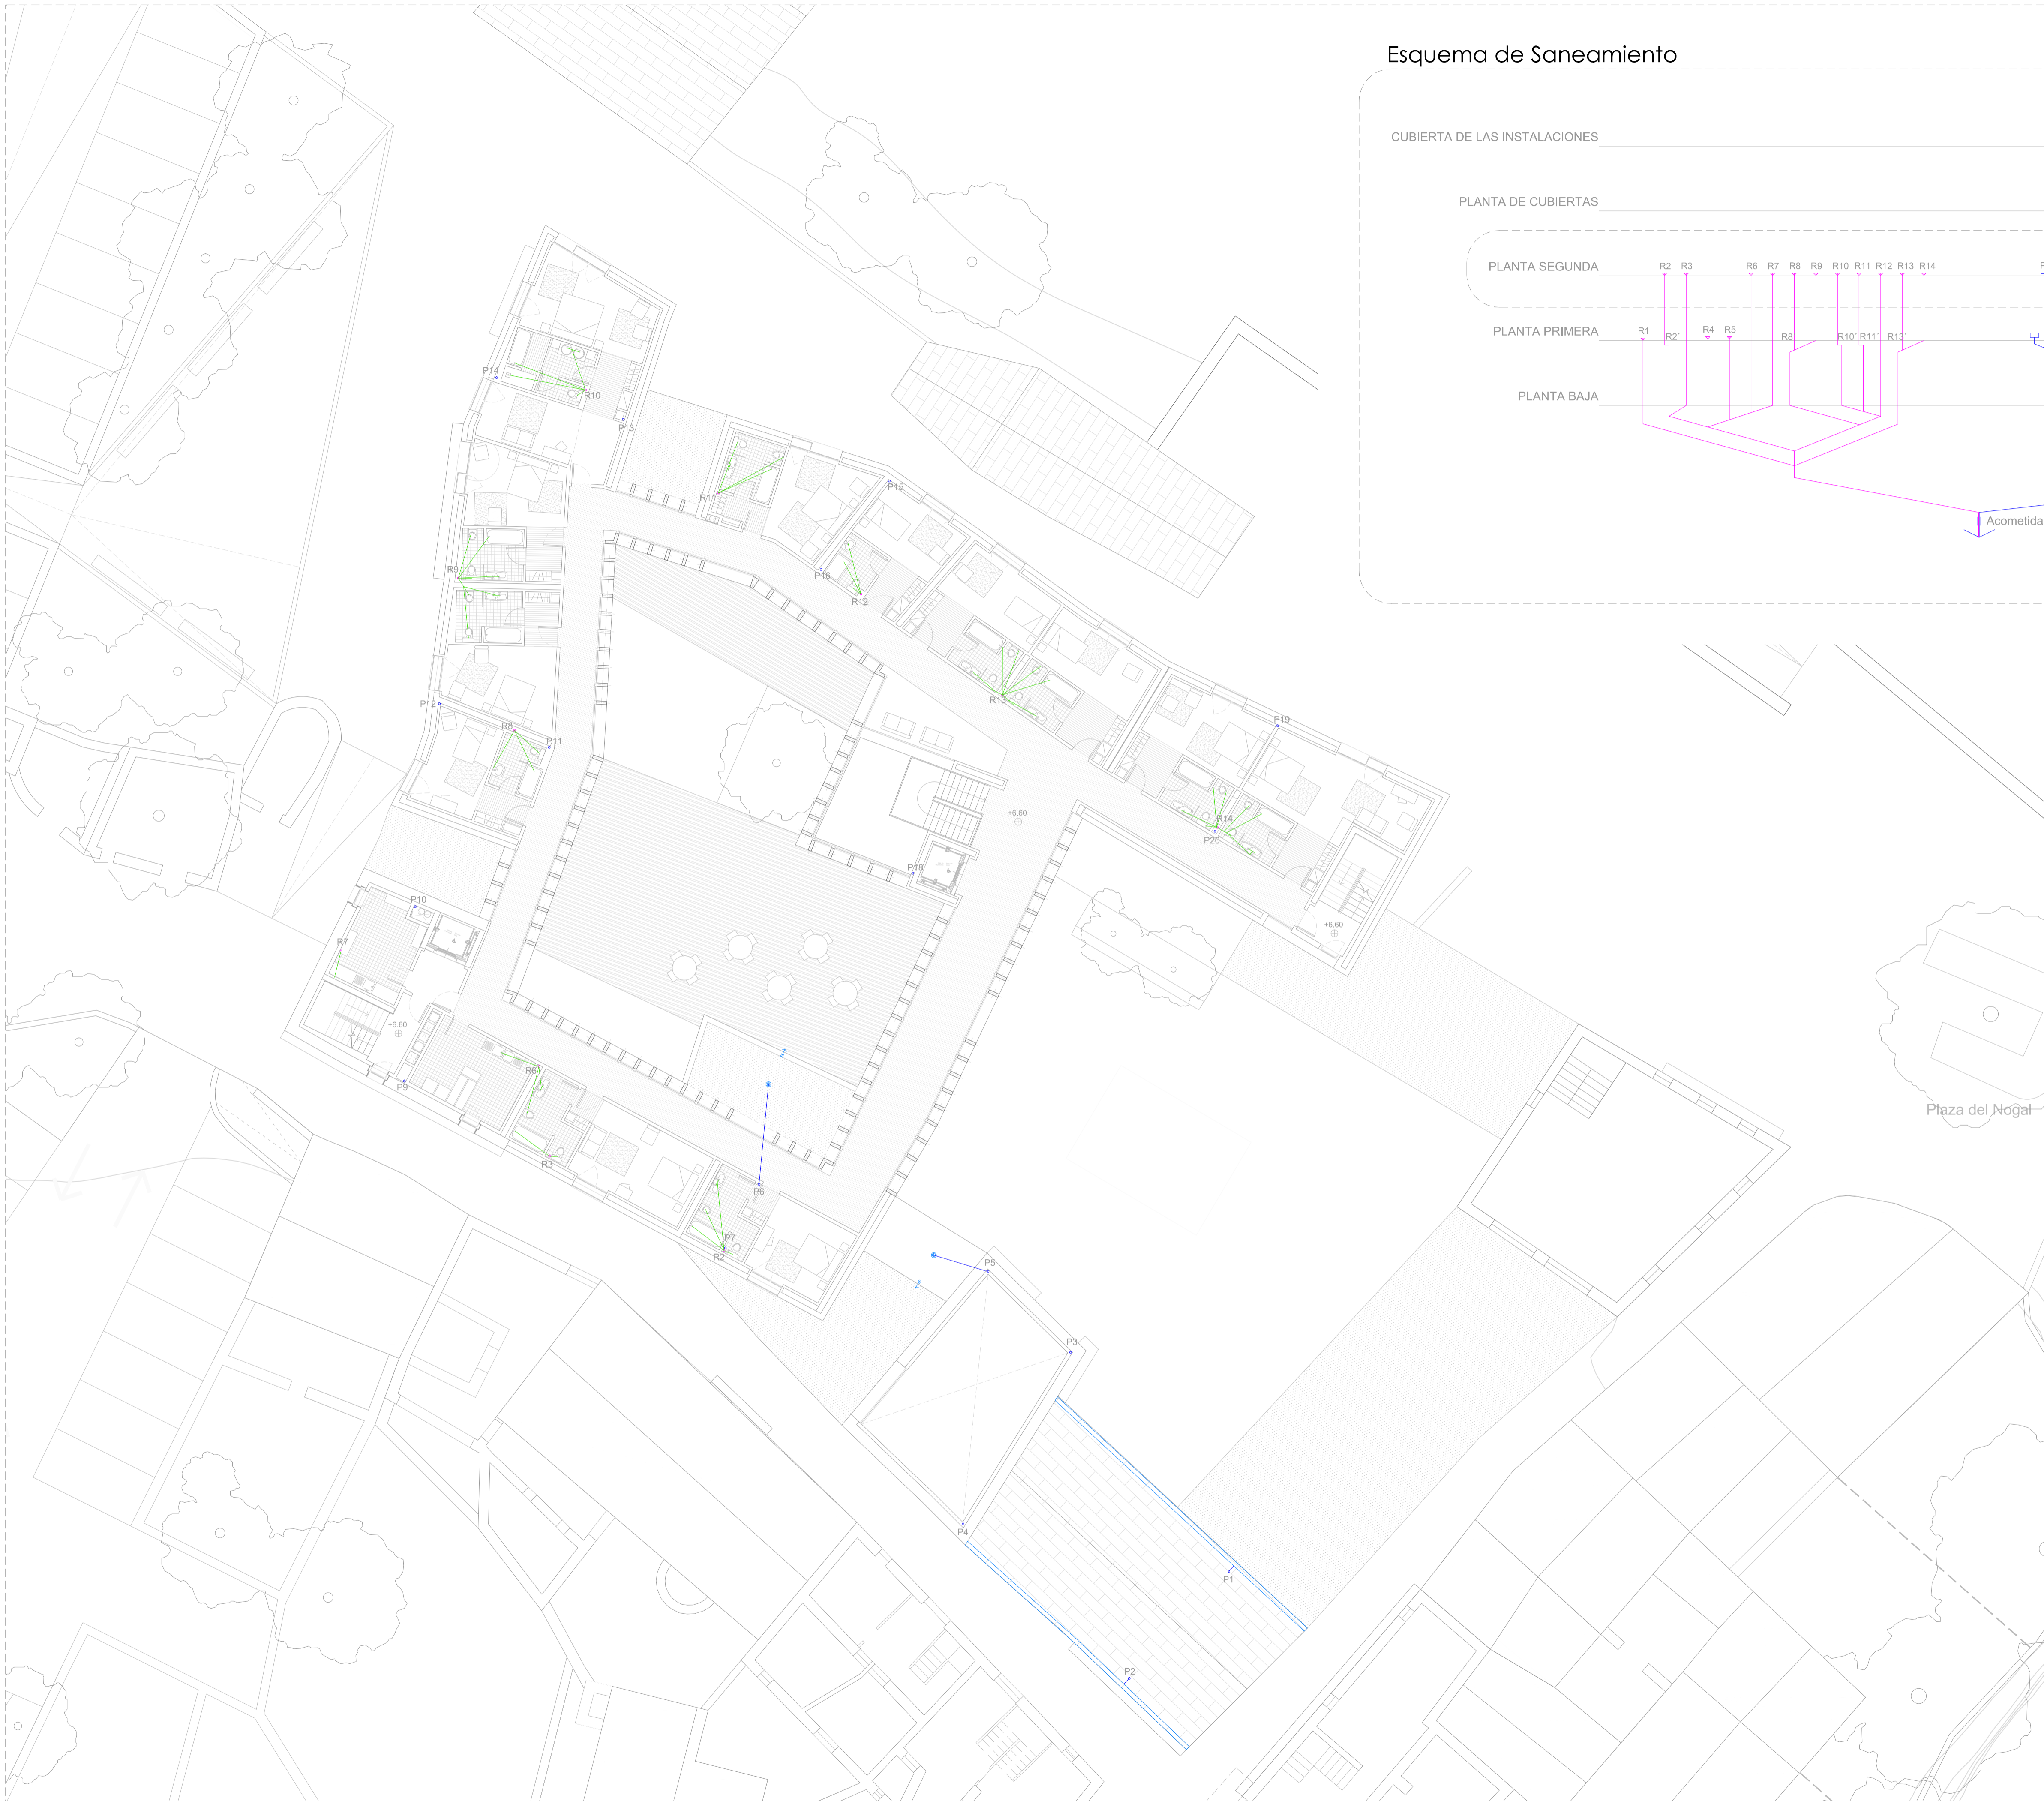 Esquema de Saneamiento
CUBIERTA DE LAS INSTALACIONES
PLANTA DE CUBIERTAS
PLANTA SEGUNDA
R2 R3 R6 R7 R8 R9 R10 R11 R12 R13 R14
PLANTA PRIMERA
R1 R2´ R4 R5 R8´ R10´ R11´ R13´
PLANTA BAJA
Acometida
P14
R10
P13
R11
P15
R9
P16
R12
R13
P12
R8
P11
P19
+6.60
R14
P20
P18
P10
R7
+6.60
+6.60
P9
R6
R3
P6
P7
R2
P5
P3
P4
P1
P2
Plaza del Nogal